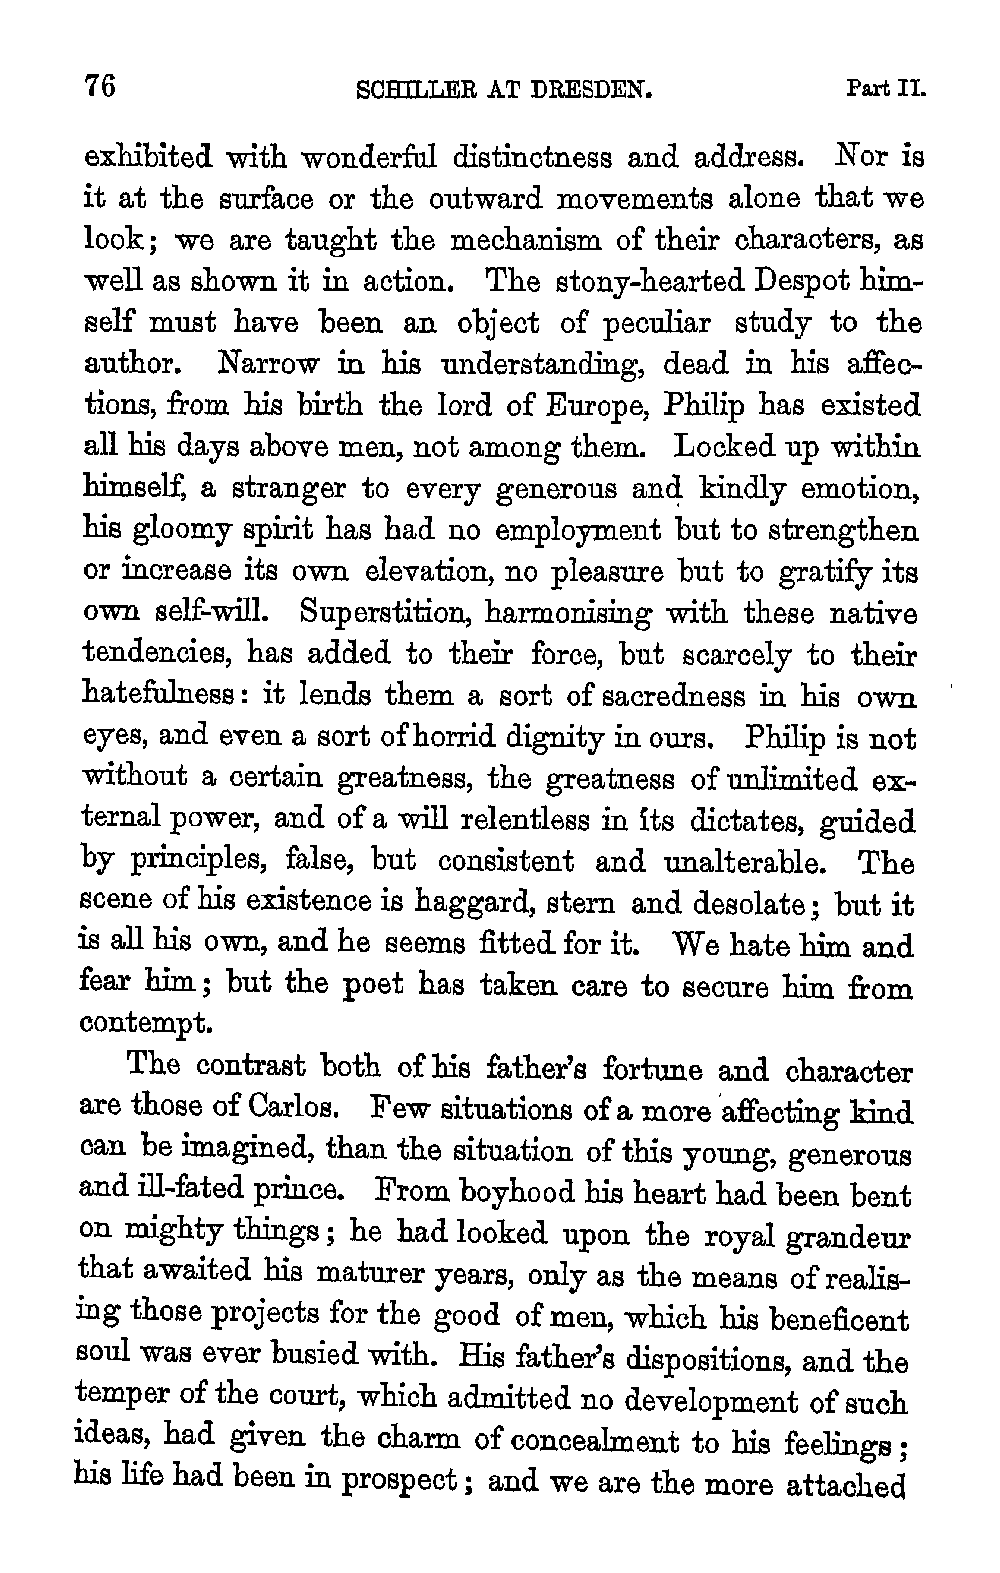 76 SCHILLER AT DRESDEN. Part II.
exhibited with wonderful distinctness and address. Nor is
it at the surface or the outward movements alone that we
look; we are taught the mechanism of their characters, as
well as shown it in action. The stony-hearted Despot him-
self must have been an object of peculiar study to the
author. Narrow in his understanding, dead in his affec-
tions, from his birth the lord of Europe, Philip has existed
all his days above men, not among them. Locked up within
himself, a stranger to every generous and kindly emotion,
his gloomy spirit has had no employment but to strengthen
or increase its own elevation, no pleasure but to gratify its
own self-will. Superstition, harmonising with these native
tendencies, has added to their force, but scarcely to their
hatefulness: it lends them a sort of sacredness in his own
eyes, and even a sort of horrid dignity in ours. Philip is not
without a certain greatness, the greatness of unlimited ex-
ternal power, and of a will relentless in its dictates, guided
by principles, false, but consistent and unalterable. The
scene of his existence is haggard, stern and desolate; but it
is all his own, and he seems fitted for it. We hate him and
fear him; but the poet has taken care to secure him from
contempt.
The contrast both of his father's fortune and character
are those of Carlos. Few situations of a more affecting kind
can be imagined, than the situation of this young, generous
and ill-fated prince. From boyhood his heart had been bent
on mighty things; he had looked upon the royal grandeur
that awaited his maturer years, only as the means of realis-
ing those projects for the good of men, which his beneficent
soul was ever busied with. His father's dispositions, and the
temper of the court, which admitted no development of such
ideas, had given the charm of concealment to his feelings;
his life had been in prospect; and we are the more attached